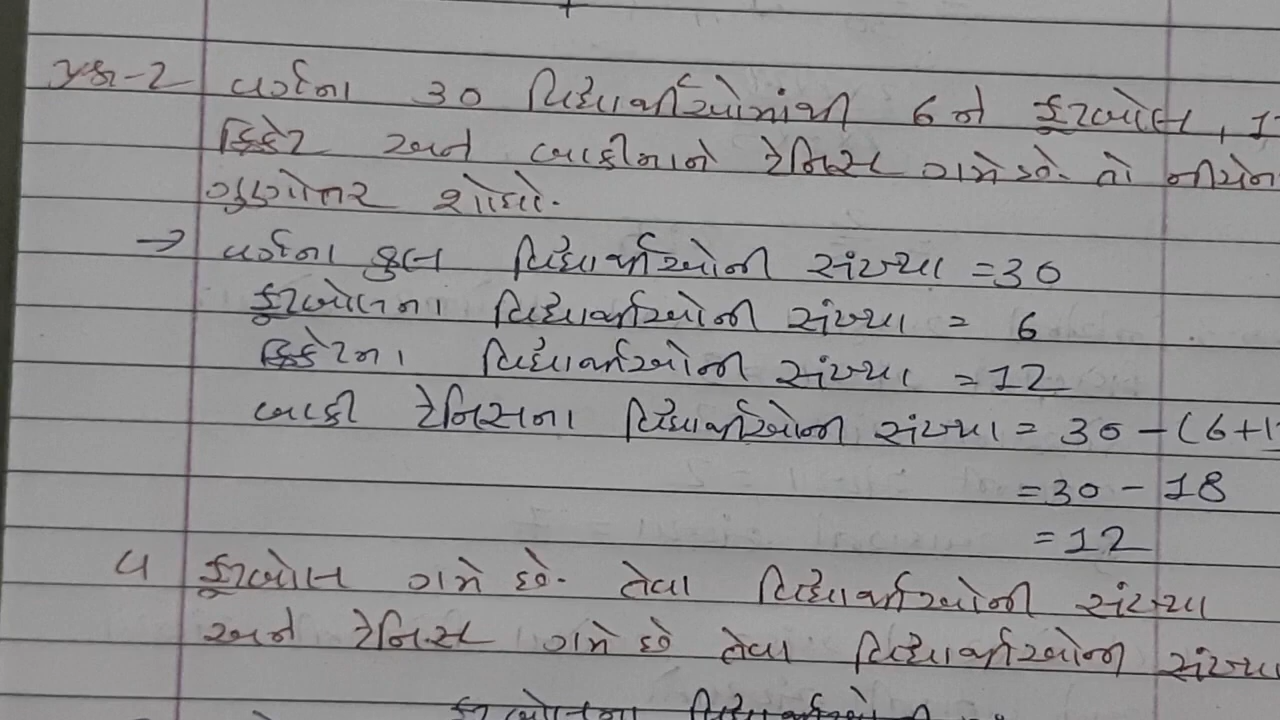 પ્રશ્ન-2 વર્ગના 30 વિદ્યાર્થીઓમાંથી 6 ને ફૂટબોલ, 1
ક્રિકેટ અને બાકીનાને ટેનિસ ગમે છે. તો નીચેન
ગુણોત્તર શોધો.
→ વર્ગના કુલ વિદ્યાર્થીઓની સંખ્યા = 30
ફૂટબોલના વિદ્યાર્થીઓની સંખ્યા = 6
ક્રિકેટના વિદ્યાર્થીઓની સંખ્યા = 12
બાકી ટેનિસના વિદ્યાર્થીઓની સંખ્યા = 30 - (6+1
= 30 - 18
= 12
ફૂટબોલ ગમે છે. તેવા વિદ્યાર્થીઓની સંખ્યા
અને ટેનિસ ગમે છે તેવા વિદ્યાર્થીઓની સંખ્યા